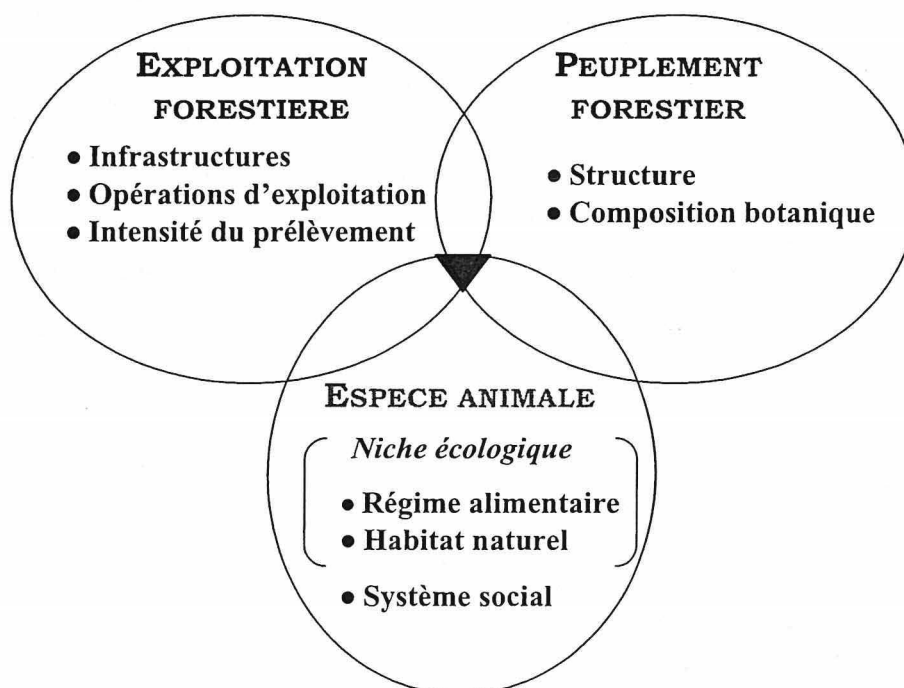 EXPLOITATION
FORESTIERE
• Infrastructures
• Opérations d'exploitation
• Intensité du prélèvement
PEUPLEMENT
FORESTIER
• Structure
• Composition botanique
ESPECE ANIMALE
Niche écologique
• Régime alimentaire
• Habitat naturel
• Système social